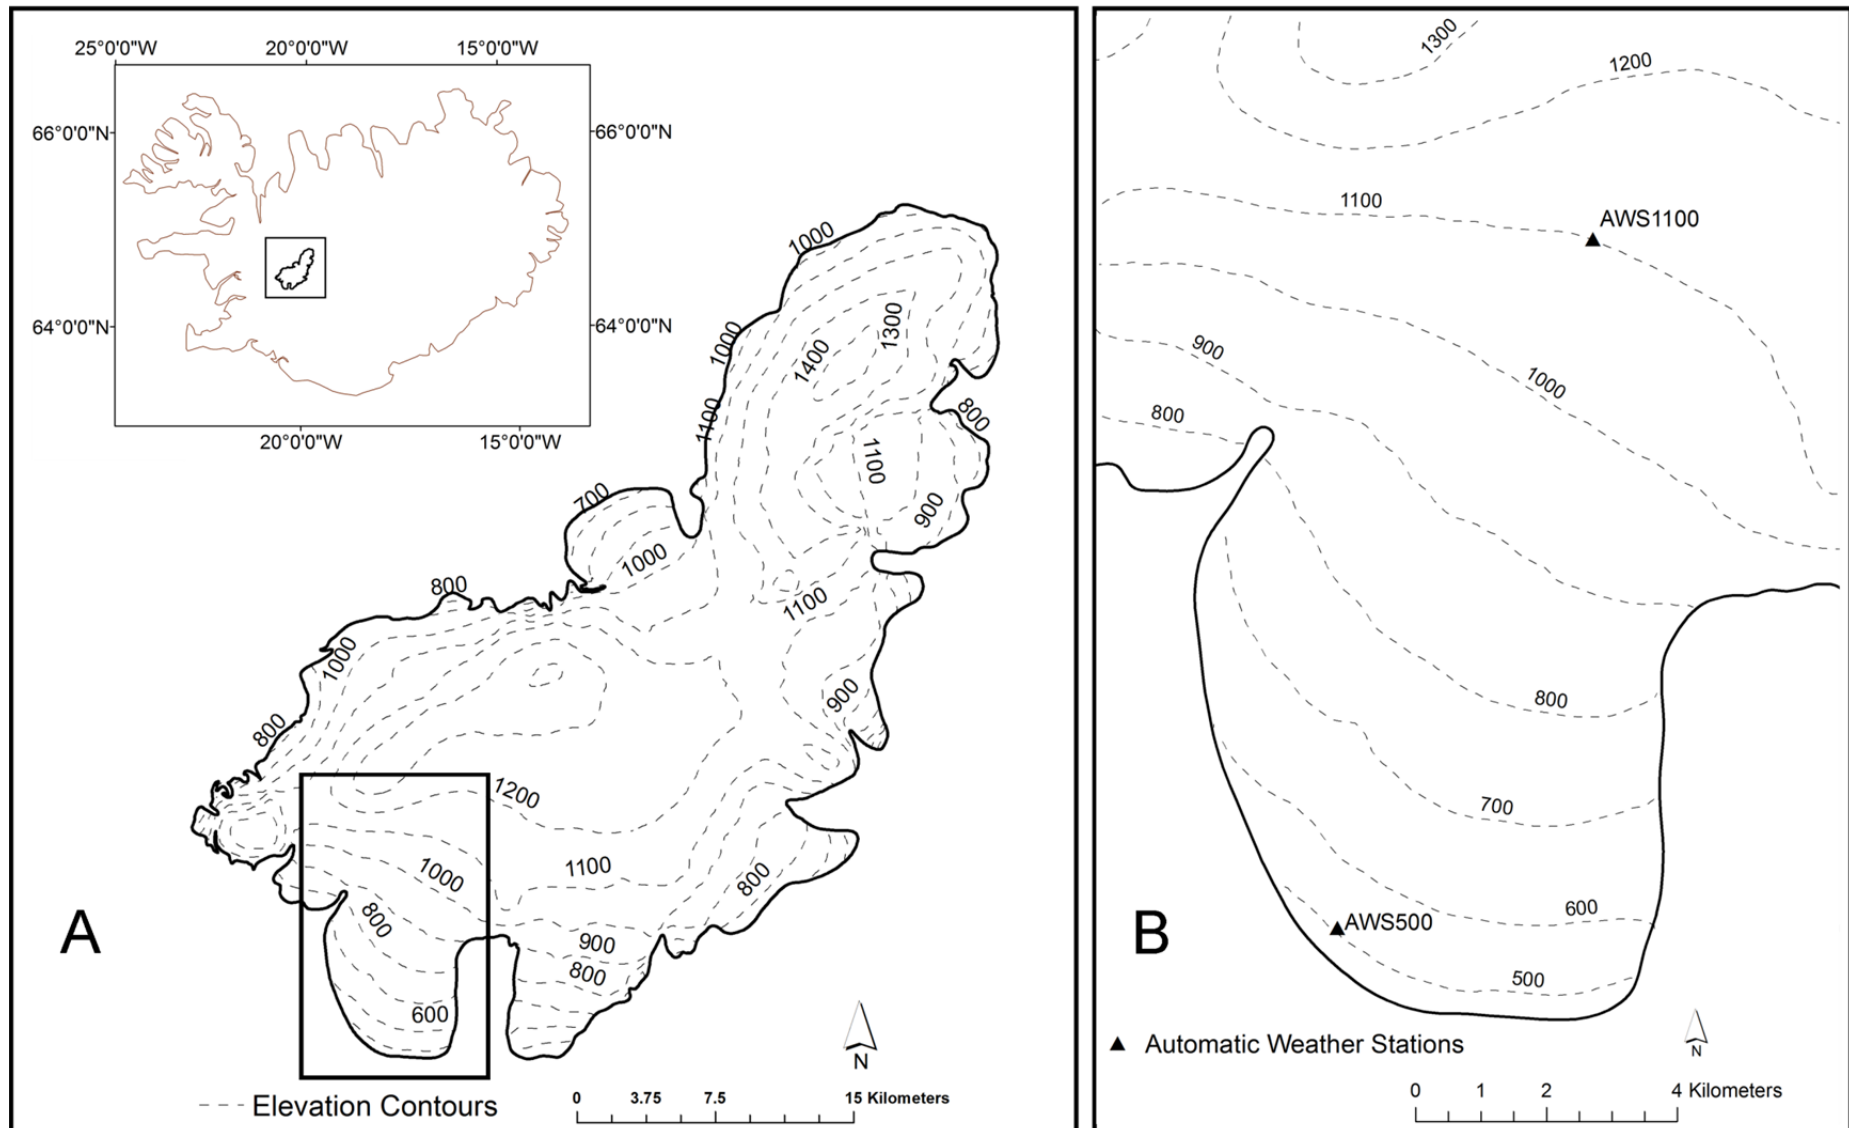 25°0'0"W 20°0'0"W 15°0'0"W
66°0'0"N 66°0'0"N
64°0'0"N 64°0'0"N
20°0'0"W 15°0'0"W
1000
1000
1300
1400
1100
800
1100
700
900
1000
800
1100
1000
900
800
1200
1100
1000
800
800
900
800
600
A
N
Elevation Contours
0 3.75 7.5 15 Kilometers
1300
1200
1100
AWS1100
900
1000
800
800
700
600
AWS500
500
B
Automatic Weather Stations
N
0 1 2 4 Kilometers